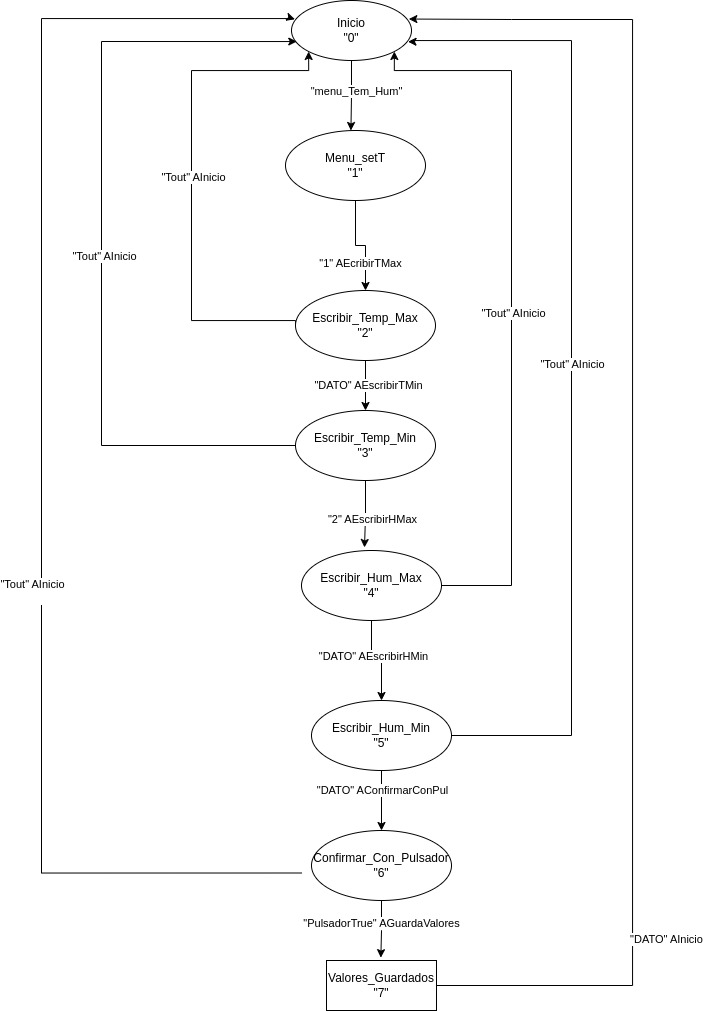 Inicio
"0"
"menu_Tem_Hum"
Menu_setT
"1"
"Tout" AInicio
"Tout" AInicio
"1" AEcribirTMax
Escribir_Temp_Max
"2"
"Tout" AInicio
"Tout" AInicio
"DATO" AEscribirTMin
Escribir_Temp_Min
"3"
"2" AEscribirHMax
Escribir_Hum_Max
"4"
"Tout" AInicio
"DATO" AEscribirHMin
Escribir_Hum_Min
"5"
"DATO" AConfirmarConPul
Confirmar_Con_Pulsador
"6"
"PulsadorTrue" AGuardaValores
"DATO" AInicio
Valores_Guardados
"7"